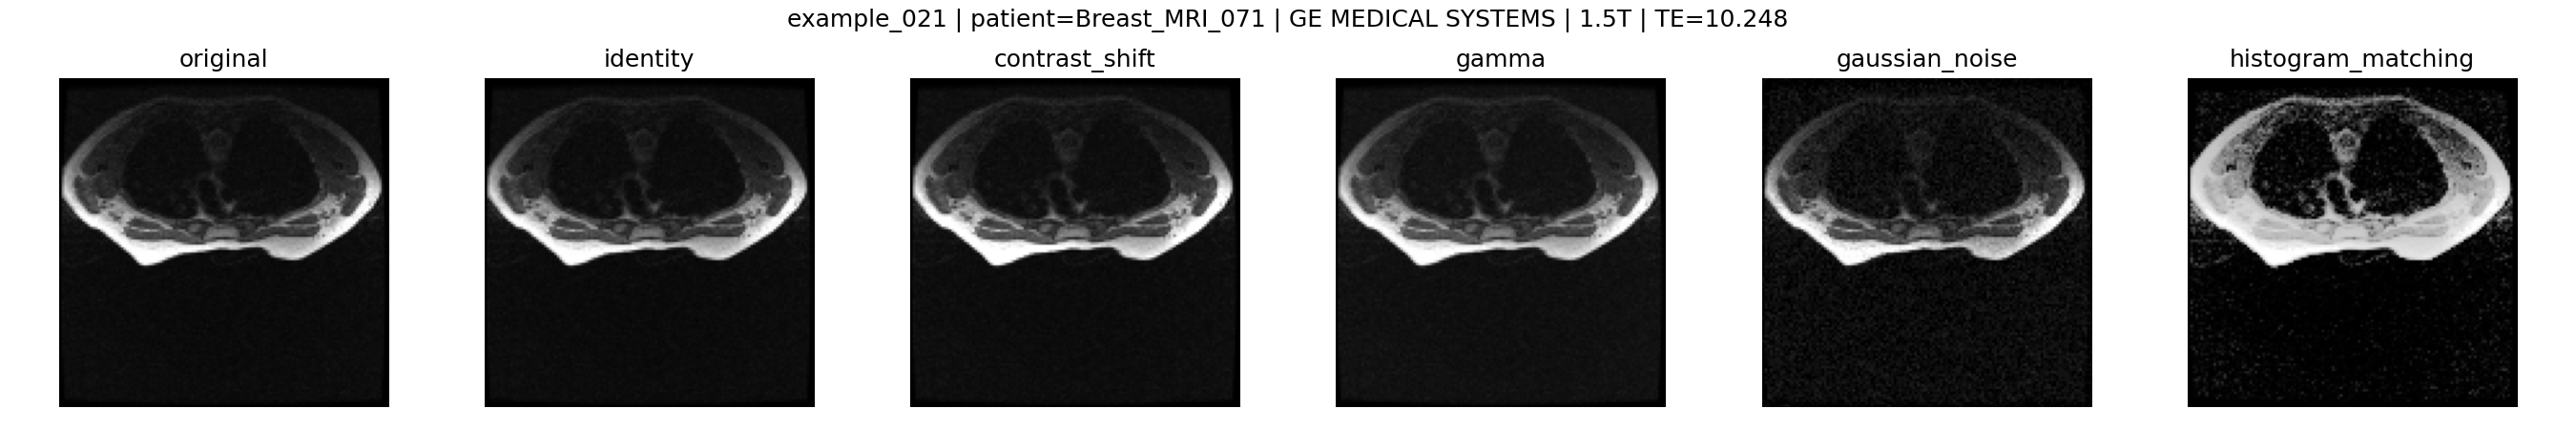 example_021 | patient=Breast_MRI_071 | GE MEDICAL SYSTEMS | 1.5T | TE=10.248
original identity contrast_shift gamma gaussian_noise histogram_matching